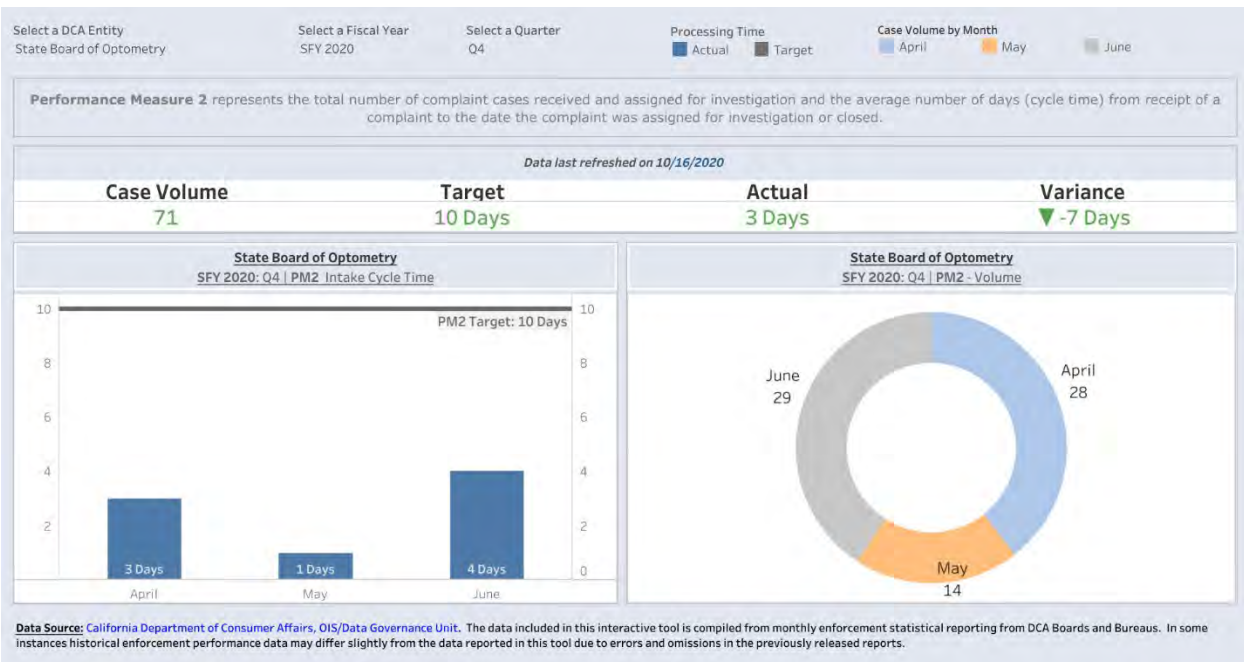 Select a DCA Entity
State Board of Optometry
Select a Fiscal Year
SFY 2020
Select a Quarter
Q4
Processing Time
Actual Target
Case Volume by Month
April May June
Performance Measure 2 represents the total number of complaint cases received and assigned for investigation and the average number of days (cycle time) from receipt of a
complaint to the date the complaint was assigned for investigation or closed.
Data last refreshed on 10/16/2020
Case Volume Target Actual Variance
71 10 Days 3 Days ▼ -7 Days
State Board of Optometry
SFY 2020: Q4 | PM2 Intake Cycle Time
10 10
PM2 Target: 10 Days
8 8
6 6
4 4
2 2
0
3 Days 1 Days 4 Days
April May June
State Board of Optometry
SFY 2020: Q4 | PM2 - Volume
June
29
April
28
May
14
Data Source: California Department of Consumer Affairs, OIS/Data Governance Unit. The data included in this interactive tool is compiled from monthly enforcement statistical reporting from DCA Boards and Bureaus. In some
instances historical enforcement performance data may differ slightly from the data reported in this tool due to errors and omissions in the previously released reports.